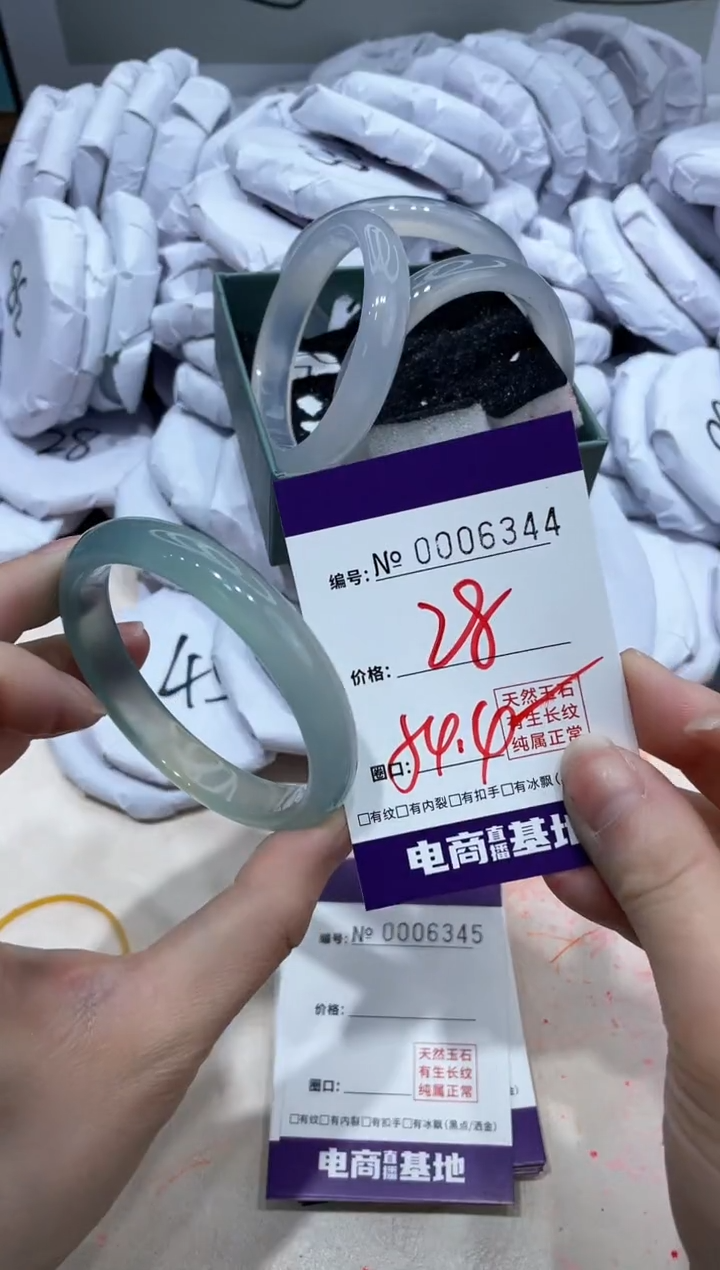 28
45
编号: № 0006344
价格: 28
天然玉石
有生长纹
纯属正常
圈口: 54.4
□有纹□有内裂□有扣手□有冰飘(
电商直播基地
编号: № 0006345
价格:
天然玉石
有生长纹
纯属正常
圈口:
□有纹□有内裂□有扣手□有冰飘(黑点/洒金)
电商直播基地